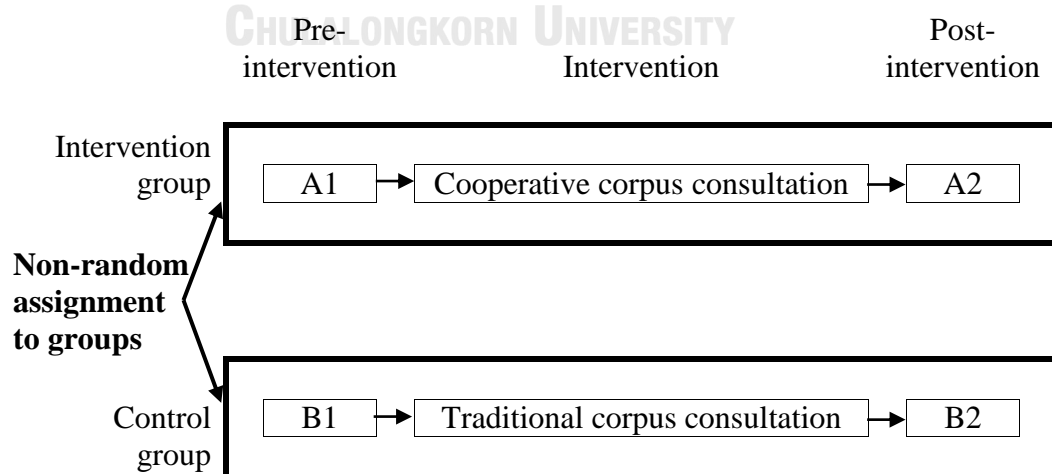 CHULALONGKORN UNIVERSITY
Pre-
intervention
Intervention
Post-
intervention
Intervention
group
A1
Cooperative corpus consultation
A2
Non-random
assignment
to groups
Control
group
B1
Traditional corpus consultation
B2